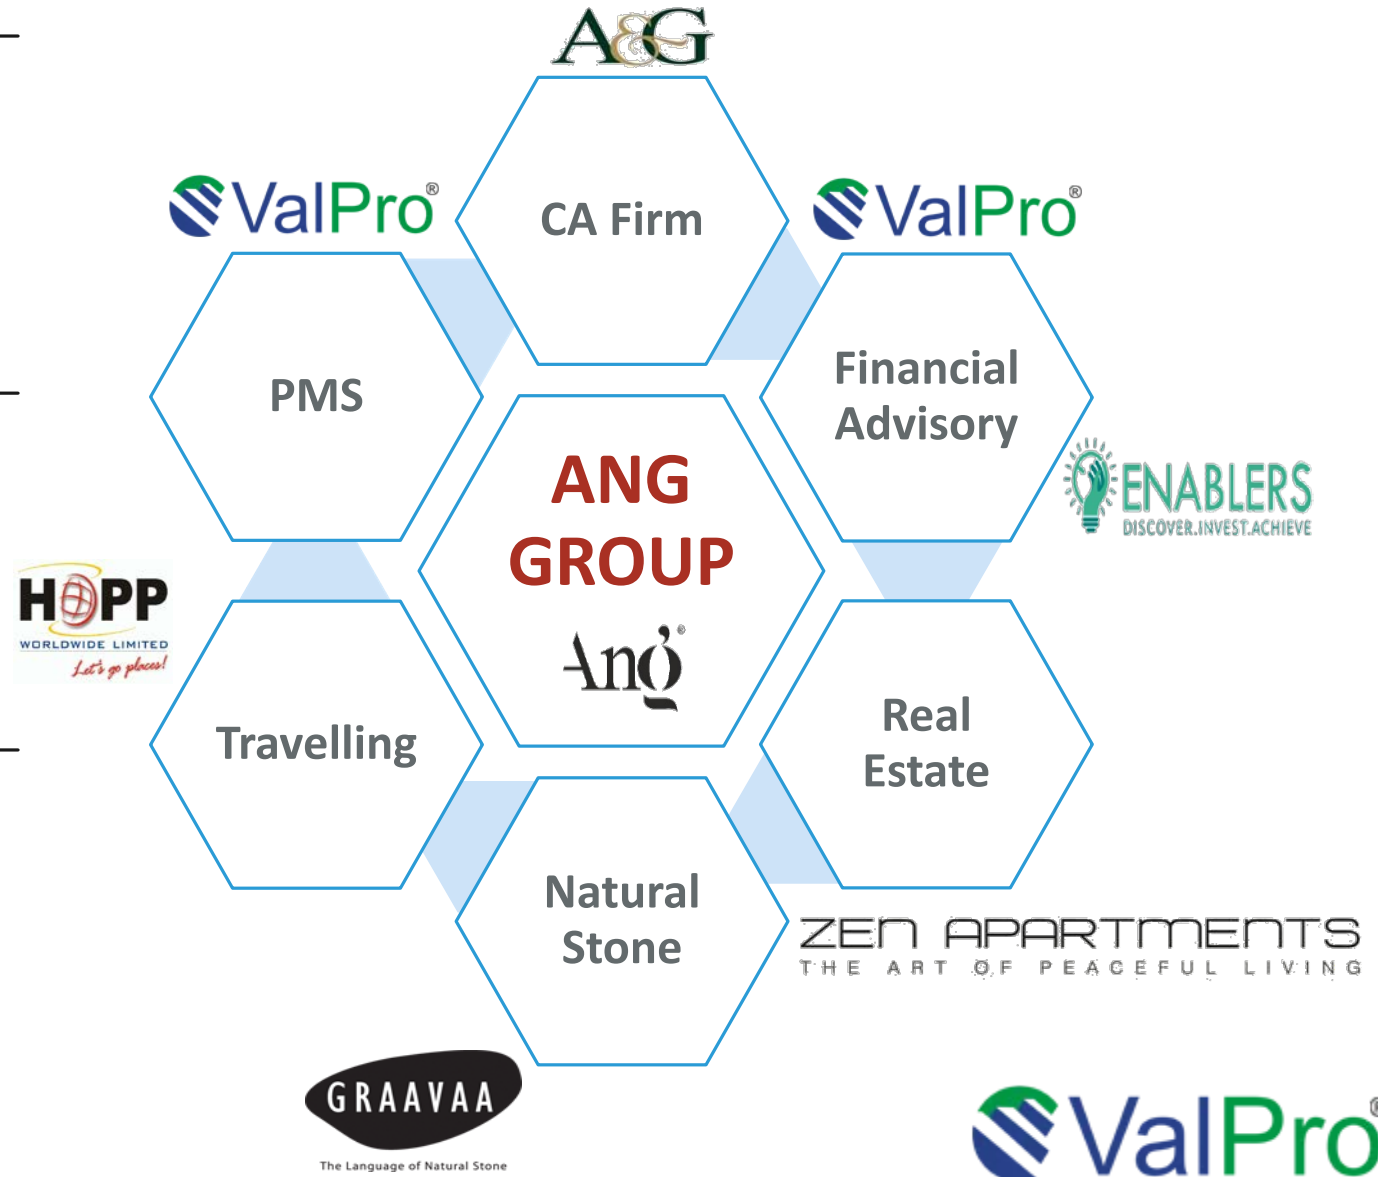 A&G
ValPro®
CA Firm
ValPro®
PMS
Financial
Advisory
ENABLERS
DISCOVER.INVEST.ACHIEVE
ANG
GROUP
Ang®
HOPP
WORLDWIDE LIMITED
Let's go places!
Travelling
Real
Estate
Natural
Stone
ZEN APARTMENTS
THE ART OF PEACEFUL LIVING
GRAAVAA
The Language of Natural Stone
ValPro®